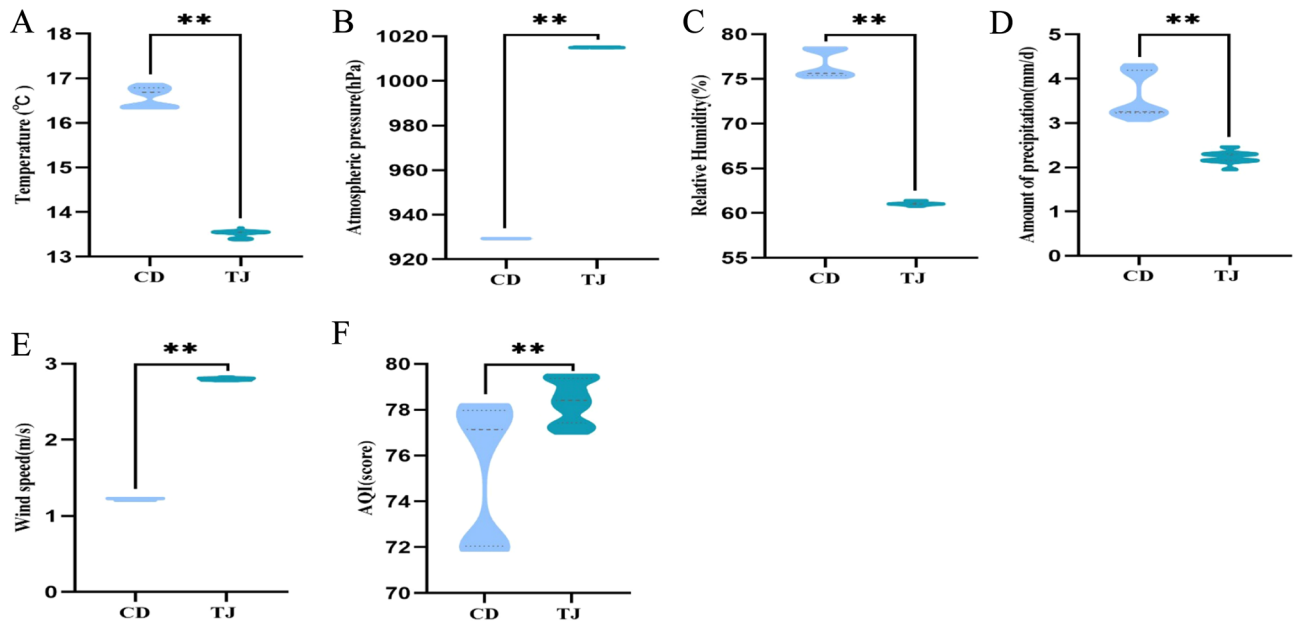 A
**
18
17
16
15
14
13
Temperature (℃)
CD
TJ
B
**
1020
1000
980
960
940
920
Atmospheric pressure(hPa)
CD
TJ
C
**
80
75
70
65
60
55
Relative Humidity(%)
CD
TJ
D
**
5
4
3
2
1
0
Amount of precipitation(mm/d)
CD
TJ
E
**
3
2
1
0
Wind speed(m/s)
CD
TJ
F
**
80
78
76
74
72
70
AQI(score)
CD
TJ